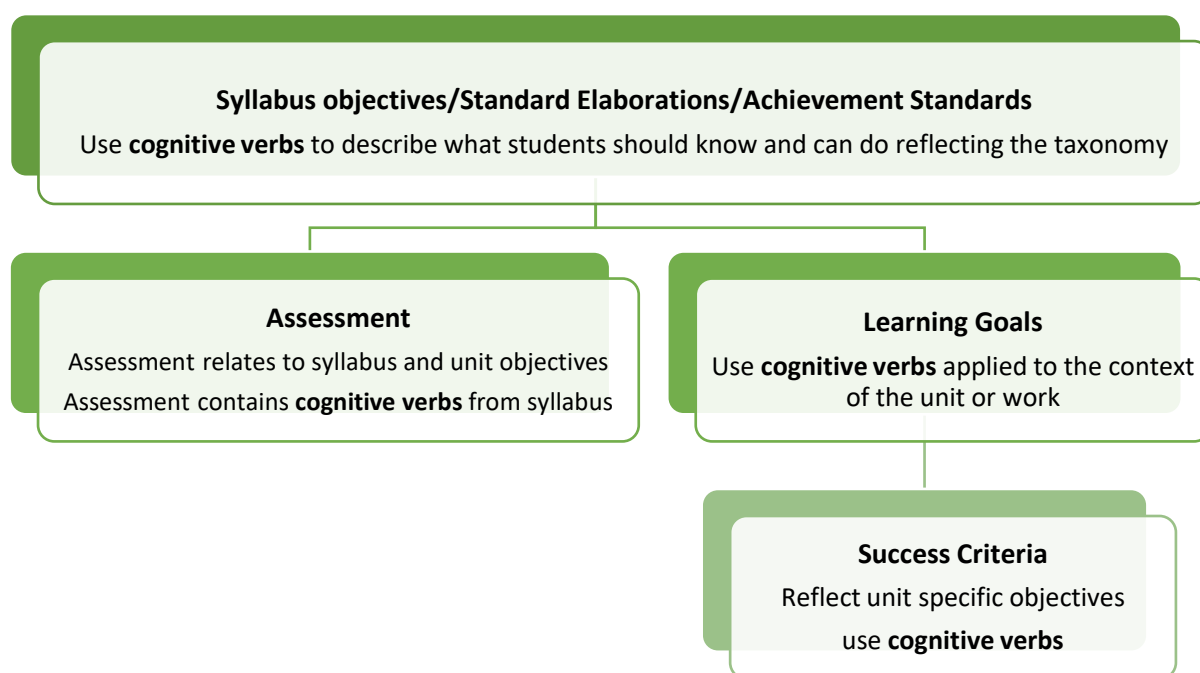 Syllabus objectives/Standard Elaborations/Achievement Standards
Use cognitive verbs to describe what students should know and can do reflecting the taxonomy
Assessment
Assessment relates to syllabus and unit objectives
Assessment contains cognitive verbs from syllabus
Learning Goals
Use cognitive verbs applied to the context
of the unit or work
Success Criteria
Reflect unit specific objectives
use cognitive verbs